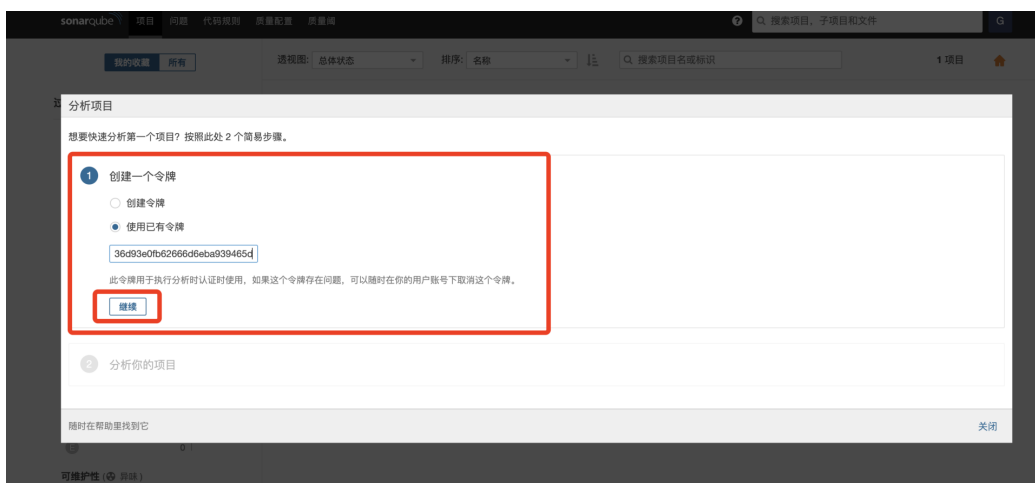 sonarqube 项目 问题 代码规则 质量配置 质量阈 搜索项目、子项目和文件 G
我的收藏 所有 透视图: 总体状态 排序: 名称 搜索项目名或标识 1 项目
分析项目
想要快速分析第一个项目？按照此处 2 个简易步骤。
1 创建一个令牌
创建令牌
使用已有令牌
36d93e0fb62666d6eba939465d
此令牌用于执行分析时认证时使用，如果这个令牌存在问题，可以随时在你的用户账号下取消这个令牌。
继续
2 分析你的项目
随时在帮助里找到它 关闭
0
可维护性 ( 异味 )